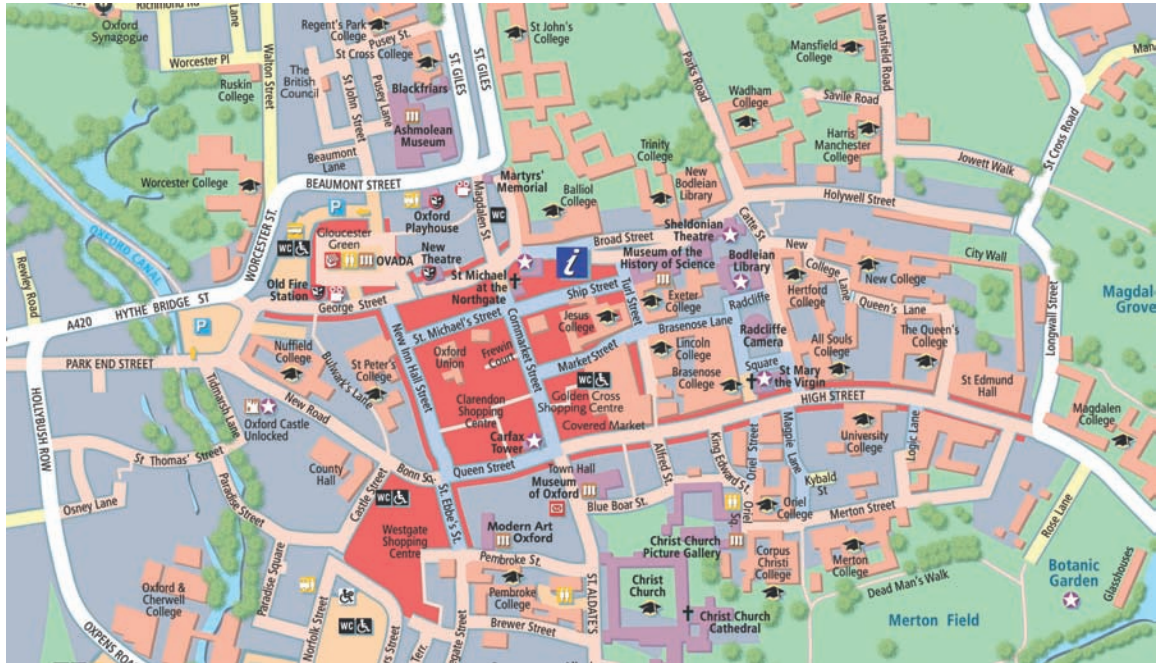 Oxford
Synagogue
Richmond Rd
Lane
Worcester Pl
Walton Street
Ruskin
College
The
British
Council
Regent's Park
College
Pusey St.
St Cross College
St John
Street
Pusey Lane
Blackfriars
Ashmolean
Museum
ST. GILES
ST. GILES
St John's
College
Parks Road
Mansfield
College
Mansfield Road
Wadham
College
Savile Road
Harris
Manchester
College
Jowett Walk
St Cross Road
Mana
Worcester College
Beaumont
Lane
BEAUMONT STREET
Magdalen St
Martyrs'
Memorial
Balliol
College
Trinity
College
New
Bodleian
Library
Holywell Street
Sheldonian
Theatre
Catte St
OXFORD CANAL
WORCESTER ST.
P
WC
Gloucester
Green
OVADA
Oxford
Playhouse
New
Theatre
WC
Broad Street
i
Museum of the
History of Science
Bodleian
Library
New
College
Lane
New College
City Wall
Rewley Road
A420
HYTHE BRIDGE ST
Old Fire
Station
George Street
St Michael
at the
Northgate
Ship Street
Turl Street
Exeter
College
Radcliffe
Hertford
College
Queen's Lane
Longwall Street
Magdal
Grove
P
PARK END STREET
Nuffield
College
Bulwark's Lane
St Peter's
College
New Inn Hall Street
St. Michael's Street
Oxford
Union
Frewin
Court
Cornmarket Street
Jesus
College
Market Street
Brasenose Lane
Lincoln
College
Radcliffe
Camera
All Souls
College
The Queen's
College
HOLLYBUSH ROW
Tidmarsh Lane
New Road
Oxford Castle
Unlocked
Clarendon
Shopping
Centre
WC
Golden Cross
Shopping Centre
Covered Market
Brasenose
College
Square
St Mary
the Virgin
HIGH STREET
St Edmund
Hall
Magdalen
College
St Thomas' Street
Carfax
Tower
Queen Street
Bonn Sq.
County
Hall
Castle Street
Osney Lane
Paradise Street
WC
St. Ebbe's St.
Town Hall
Museum
of Oxford
Alfred St.
King Edward St.
Oriel Street
Magpie Lane
University
College
Logic Lane
Kybald
St
Blue Boar St.
Oriel
Sq
Oriel
College
Merton Street
Rose Lane
Westgate
Shopping
Centre
Modern Art
Oxford
Pembroke St.
Christ Church
Picture Gallery
Corpus
Christi
College
Merton
College
Dead Man's Walk
Botanic
Garden
Glasshouses
Oxford &
Cherwell
College
Paradise Square
Norfolk Street
WC
Pembroke
College
Brewer Street
ST. ALDATE'S
Christ
Church
Christ Church
Cathedral
Merton Field
OXPENS ROA
Terr.